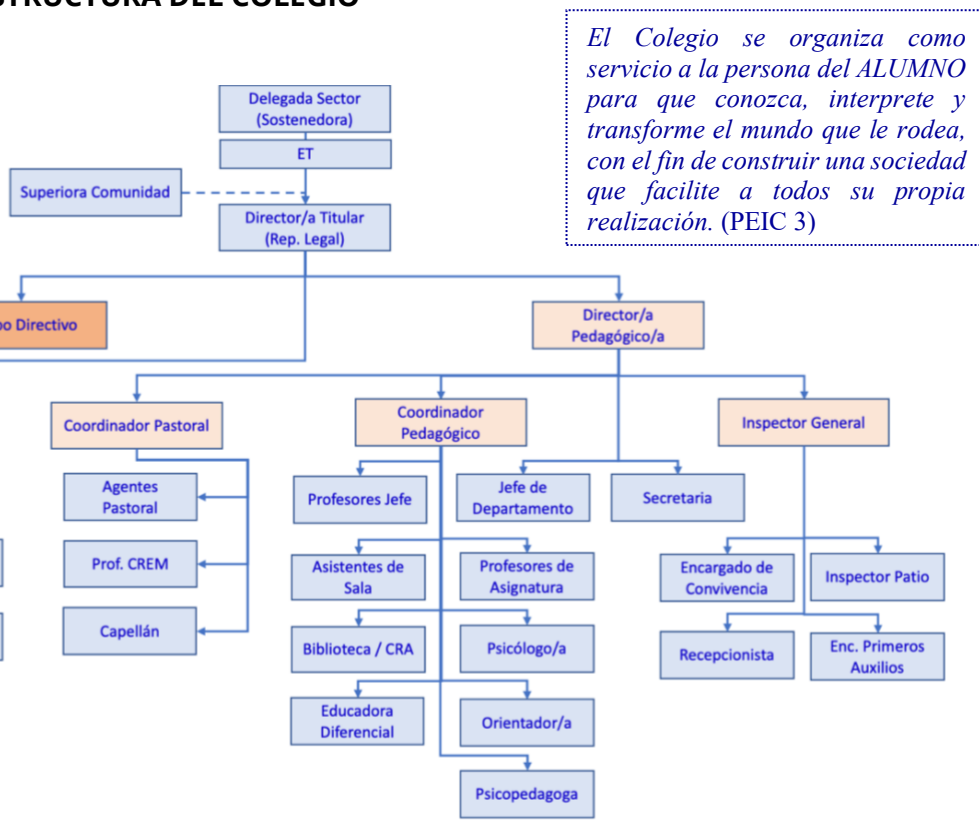 DEL COLEGIO
El Colegio se organiza como
servicio a la persona del ALUMNO
para que conozca, interprete y
transforme el mundo que le rodea,
con el fin de construir una sociedad
que facilite a todos su propia
realización. (PEIC 3)
Delegada Sector
(Sostenedora)
ET
Superiora Comunidad
Director/a Titular
(Rep. Legal)
Directivo
Director/a
Pedagógico/a
Coordinador Pastoral
Coordinador
Pedagógico
Inspector General
Agentes
Pastoral
Prof. CREM
Capellán
Profesores Jefe
Jefe de
Departamento
Secretaria
Asistentes de
Sala
Profesores de
Asignatura
Biblioteca / CRA
Psicólogo/a
Educadora
Diferencial
Orientador/a
Psicopedagoga
Encargado de
Convivencia
Inspector Patio
Recepcionista
Enc. Primeros
Auxilios